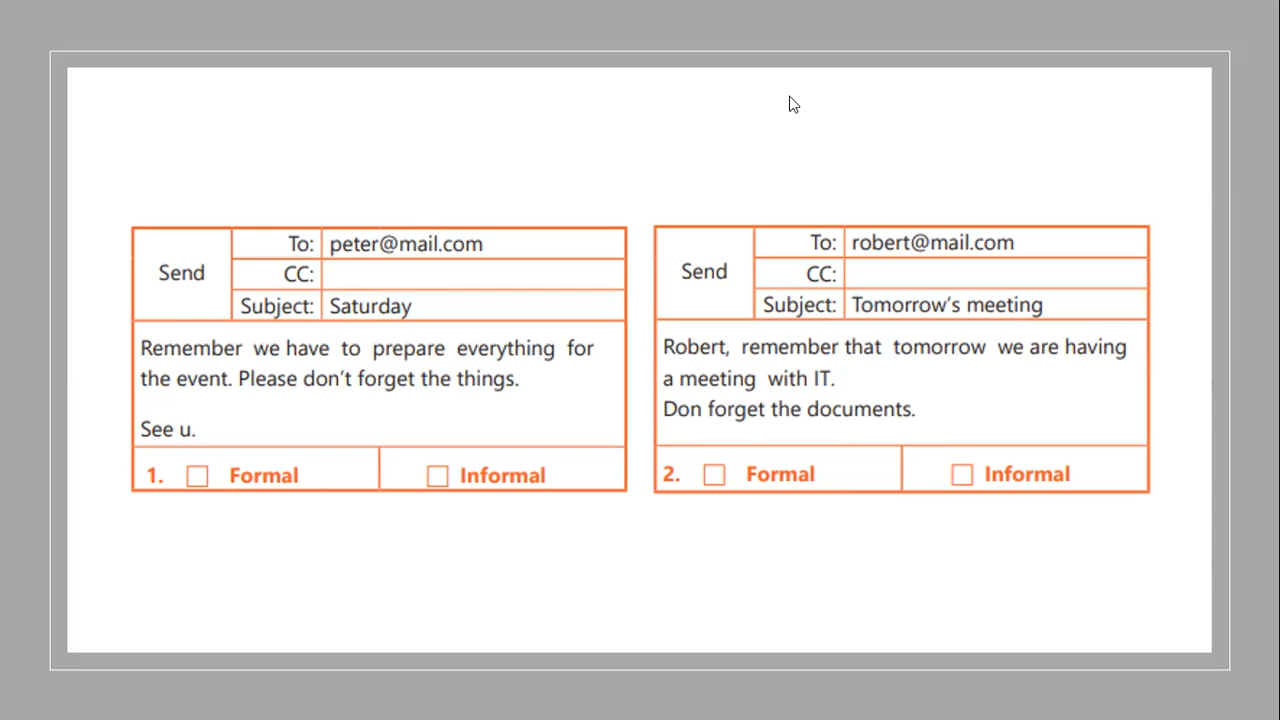 Send
To: peter@mail.com
CC:
Subject: Saturday
Remember we have to prepare everything for
the event. Please don't forget the things.
See u.
1. Formal Informal
Send
To: robert@mail.com
CC:
Subject: Tomorrow's meeting
Robert, remember that tomorrow we are having
a meeting with IT.
Don forget the documents.
2. Formal Informal